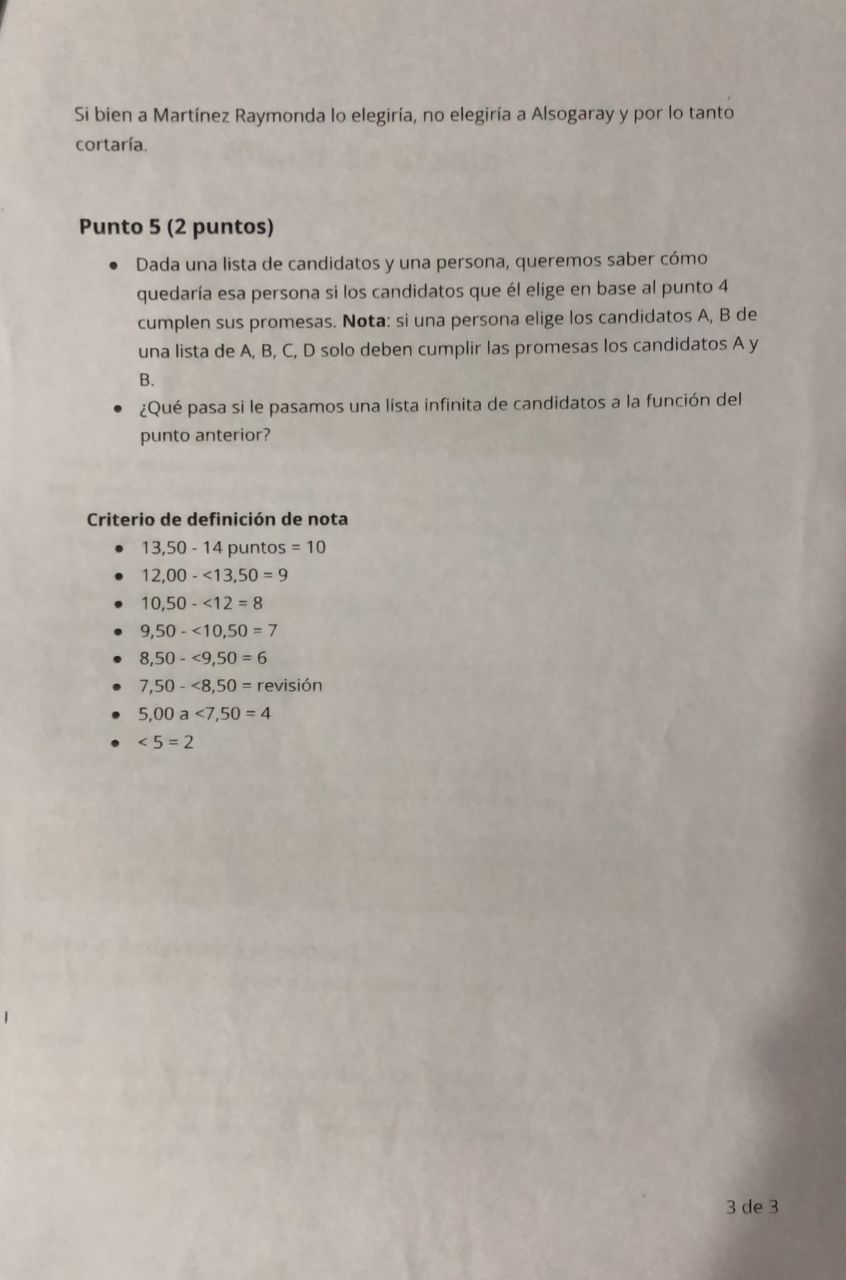 Si bien a Martínez Raymonda lo elegiría, no elegiría a Alsogaray y por lo tanto
cortaría.
Punto 5 (2 puntos)
• Dada una lista de candidatos y una persona, queremos saber cómo
quedaría esa persona si los candidatos que él elige en base al punto 4
cumplen sus promesas. Nota: si una persona elige los candidatos A, B de
una lista de A, B, C, D solo deben cumplir las promesas los candidatos A y
B.
• ¿Qué pasa si le pasamos una lista infinita de candidatos a la función del
punto anterior?
Criterio de definición de nota
• 13,50 - 14 puntos = 10
• 12,00 - <13,50 = 9
• 10,50 - <12 = 8
• 9,50 - <10,50 = 7
• 8,50 - <9,50 = 6
• 7,50 - <8,50 = revisión
• 5,00 a <7,50 = 4
• < 5 = 2
3 de 3